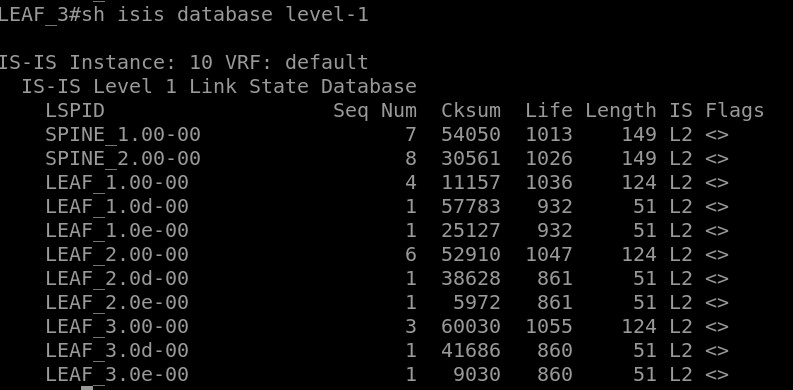 LEAF_3#sh isis database level-1
IS-IS Instance: 10 VRF: default
  IS-IS Level 1 Link State Database
    LSPID                   Seq Num  Cksum  Life Length IS Flags
    SPINE_1.00-00                 7  54050  1013    149 L2 <>
    SPINE_2.00-00                 8  30561  1026    149 L2 <>
    LEAF_1.00-00                  4  11157  1036    124 L2 <>
    LEAF_1.0d-00                  1  57783   932     51 L2 <>
    LEAF_1.0e-00                  1  25127   932     51 L2 <>
    LEAF_2.00-00                  6  52910  1047    124 L2 <>
    LEAF_2.0d-00                  1  38628   861     51 L2 <>
    LEAF_2.0e-00                  1   5972   861     51 L2 <>
    LEAF_3.00-00                  3  60030  1055    124 L2 <>
    LEAF_3.0d-00                  1  41686   860     51 L2 <>
    LEAF_3.0e-00                  1   9030   860     51 L2 <>